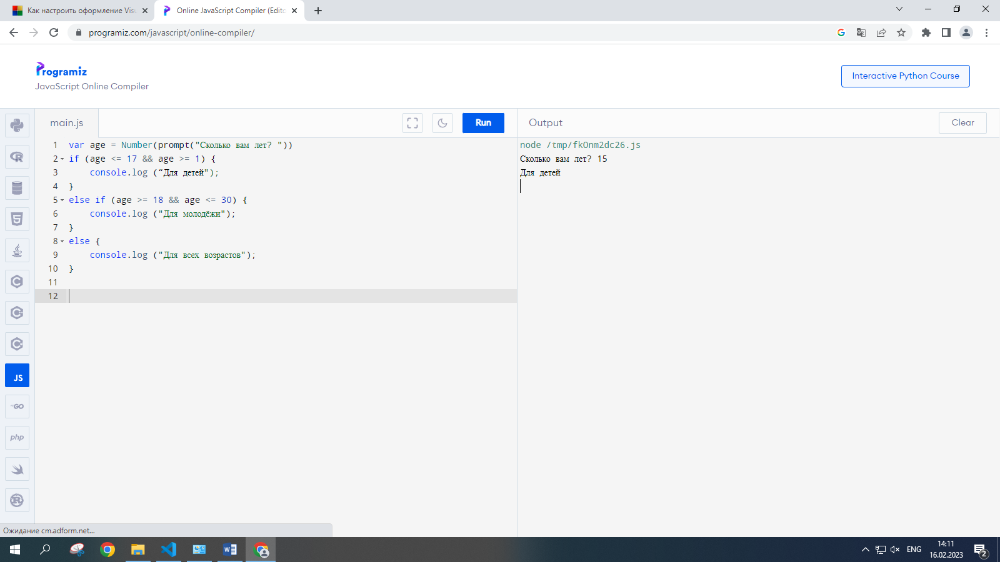 Как настроить оформление Visu
Online JavaScript Compiler (Edito
programiz.com/javascript/online-compiler/
Programiz
JavaScript Online Compiler
Interactive Python Course
main.js
Run
Output
Clear
1 var age = Number(prompt("Сколько вам лет? "))
2 if (age <= 17 && age >= 1) {
3 console.log (“Для детей");
4 }
5 else if (age >= 18 && age <= 30) {
6 console.log ("Для молодёжи");
7 }
8 else {
9 console.log ("Для всех возрастов");
10 }
11
12
node /tmp/fkOnm2dc26.js
Сколько вам лет? 15
Для детей
JS
GO
php
Ожидание cm.adform.net...
ENG
14:11
16.02.2023
2